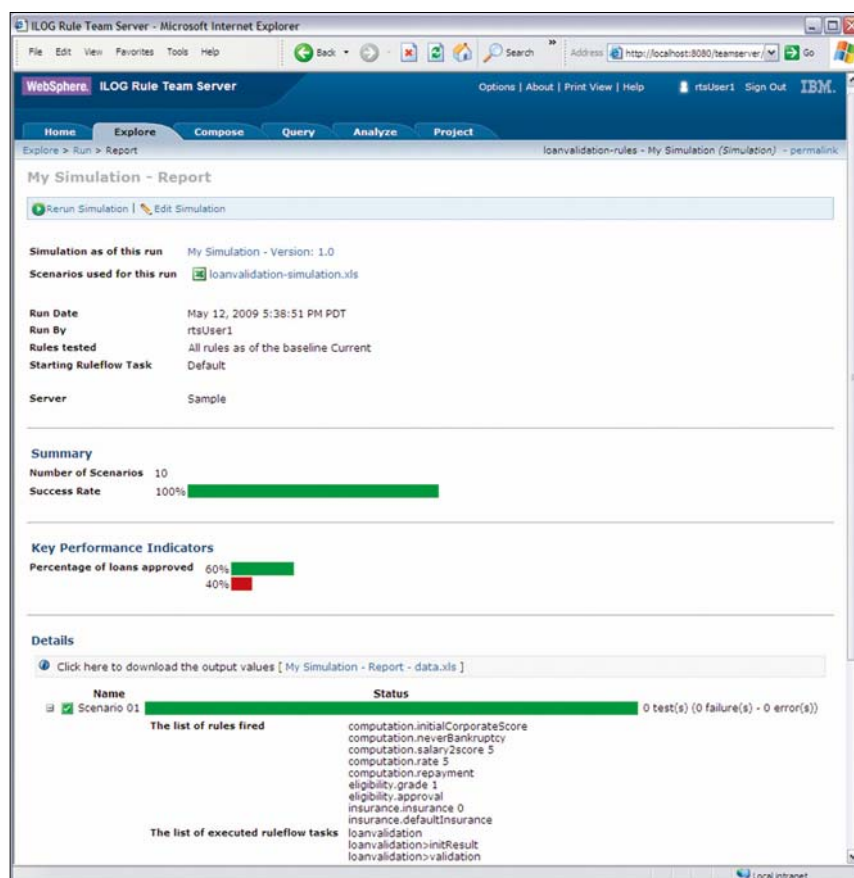 ILOG Rule Team Server - Microsoft Internet Explorer
File Edit View Favorites Tools Help
Back
Search
»
Address http://localhost:8080/teamserver/
Go
WebSphere. ILOG Rule Team Server
Options | About | Print View | Help
rtsUser1 Sign Out
IBM.
Home Explore Compose Query Analyze Project
Explore > Run > Report
loanvalidation-rules - My Simulation (Simulation) - permalink
My Simulation - Report
Rerun Simulation | Edit Simulation
Simulation as of this run My Simulation - Version: 1.0
Scenarios used for this run loanvalidation-simulation.xls
Run Date May 12, 2009 5:38:51 PM PDT
Run By rtsUser1
Rules tested All rules as of the baseline Current
Starting Ruleflow Task Default
Server Sample
Summary
Number of Scenarios 10
Success Rate 100%
Key Performance Indicators
Percentage of loans approved 60%
40%
Details
Click here to download the output values [ My Simulation - Report - data.xls ]
Name Status
Scenario 01 0 test(s) (0 failure(s) - 0 error(s))
The list of rules fired computation.initialCorporateScore
computation.neverBankruptcy
computation.salary2score 5
computation.rate 5
computation.repayment
eligibility.grade 1
eligibility.approval
insurance.insurance 0
insurance.defaultInsurance
The list of executed ruleflow tasks loanvalidation
loanvalidation>initResult
loanvalidation>validation
Local intranet